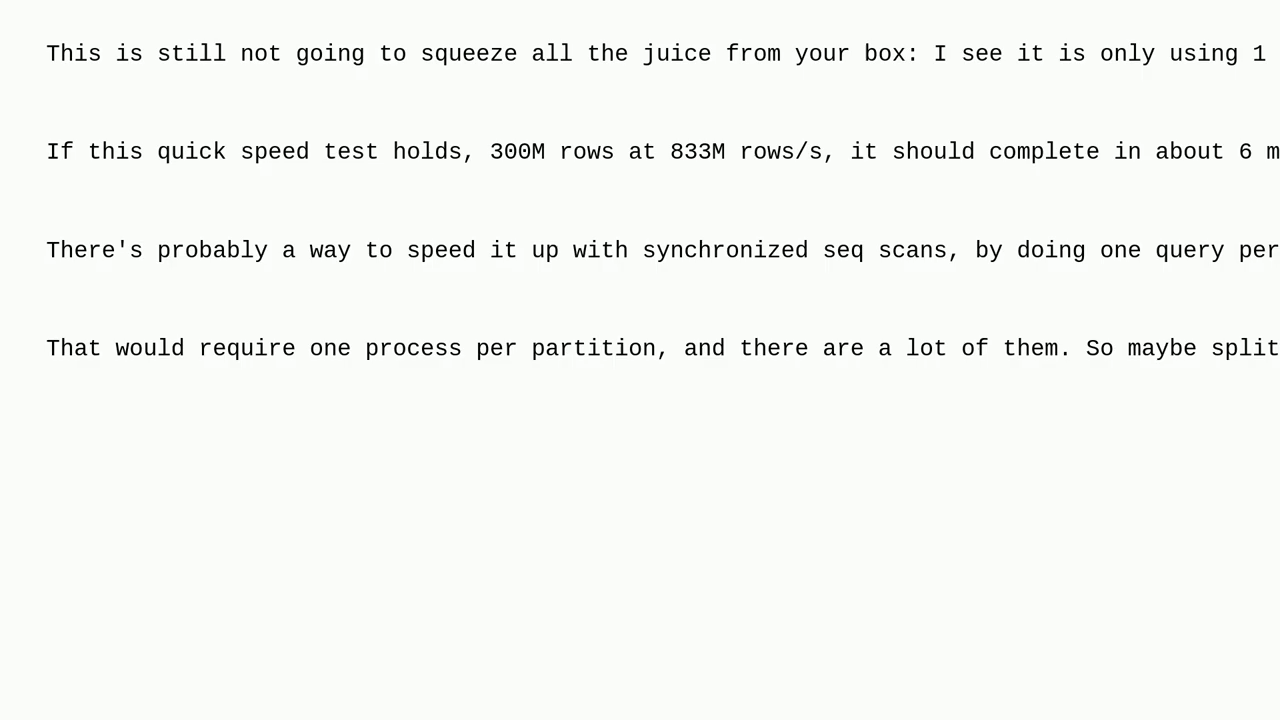 This is still not going to squeeze all the juice from your box: I see it is only using 1
If this quick speed test holds, 300M rows at 833M rows/s, it should complete in about 6 m
There's probably a way to speed it up with synchronized seq scans, by doing one query per
That would require one process per partition, and there are a lot of them. So maybe split